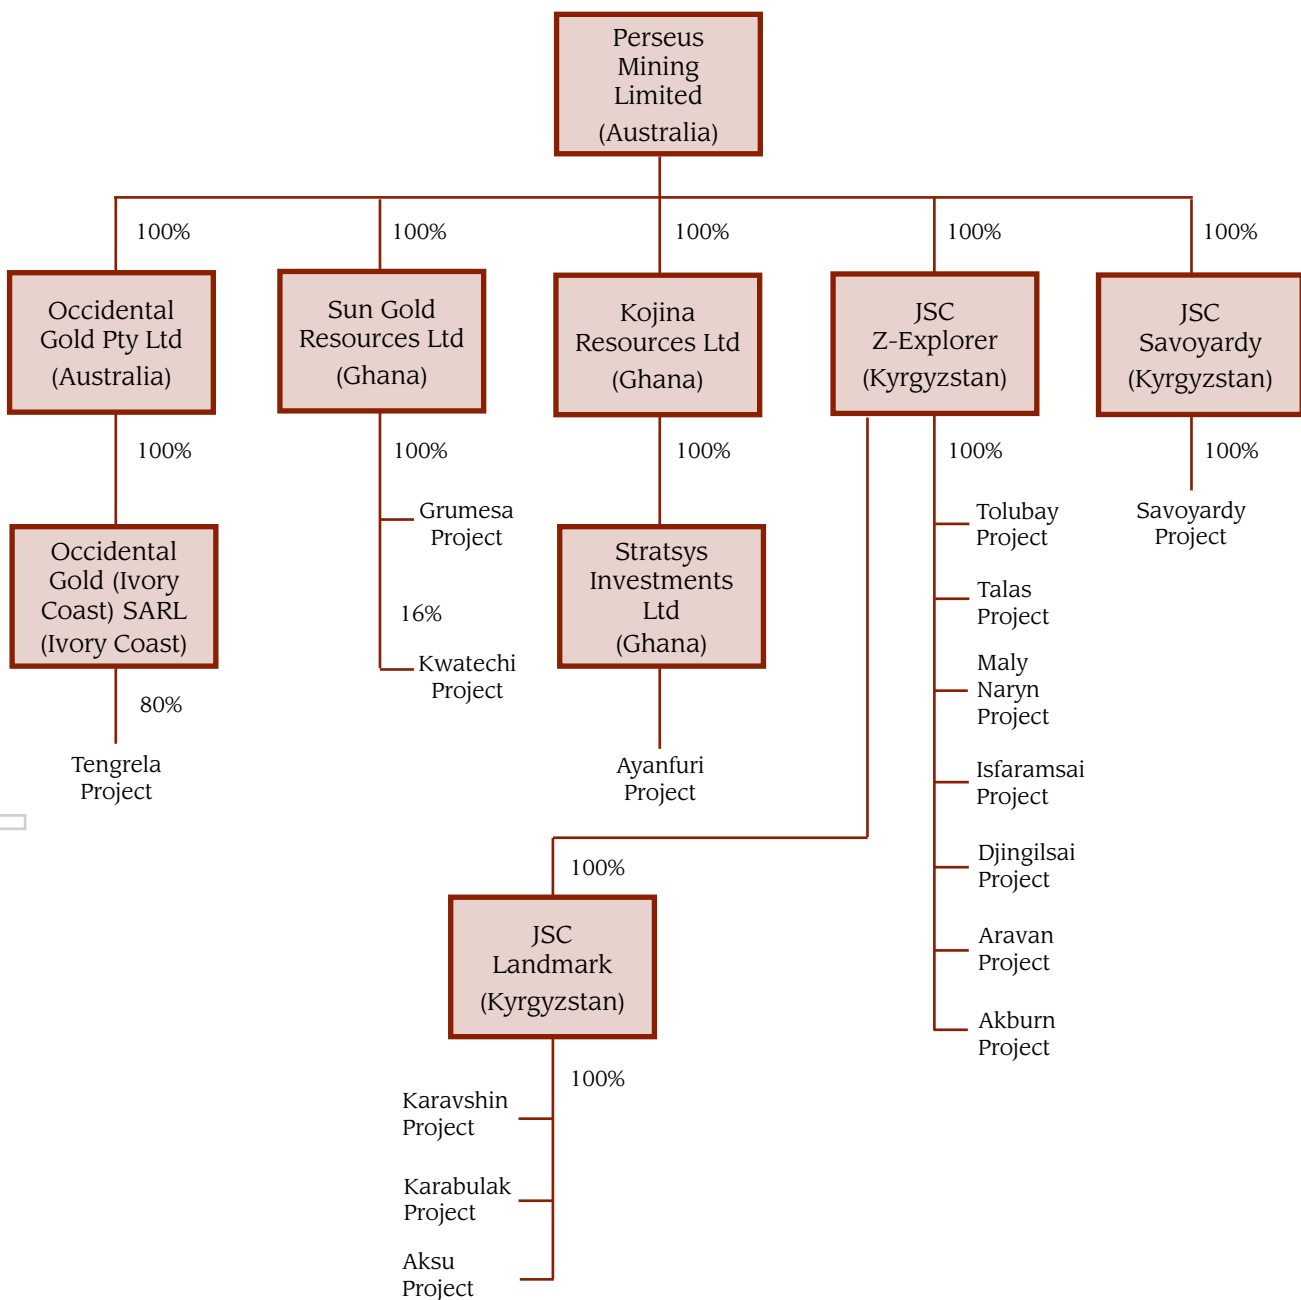 Perseus
Mining
Limited
(Australia)
100%
100%
100%
100%
100%
Occidental
Gold Pty Ltd
(Australia)
Sun Gold
Resources Ltd
(Ghana)
Kojina
Resources Ltd
(Ghana)
JSC
Z-Explorer
(Kyrgyzstan)
JSC
Savoyardy
(Kyrgyzstan)
100%
100%
100%
100%
100%
Occidental
Gold (Ivory
Coast) SARL
(Ivory Coast)
Grumesa
Project
16%
Kwatechi
Project
Stratsys
Investments
Ltd
(Ghana)
Tolubay
Project
Talas
Project
Maly
Naryn
Project
Isfaramsai
Project
Djingilsai
Project
Aravan
Project
Akburn
Project
Savoyardy
Project
80%
Tengrela
Project
Ayanfuri
Project
100%
JSC
Landmark
(Kyrgyzstan)
100%
Karavshin
Project
Karabulak
Project
Aksu
Project